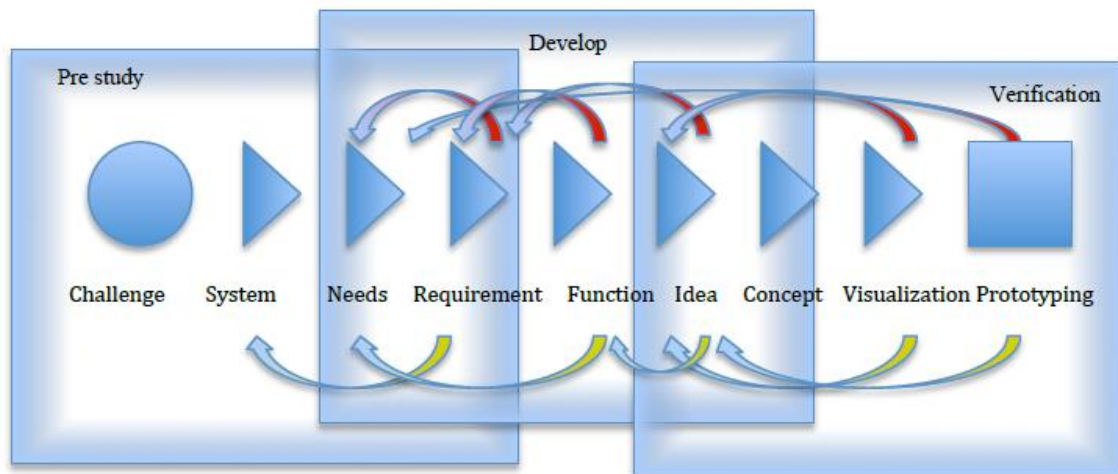 Develop
Pre study
Verification
Challenge System Needs Requirement Function Idea Concept Visualization Prototyping